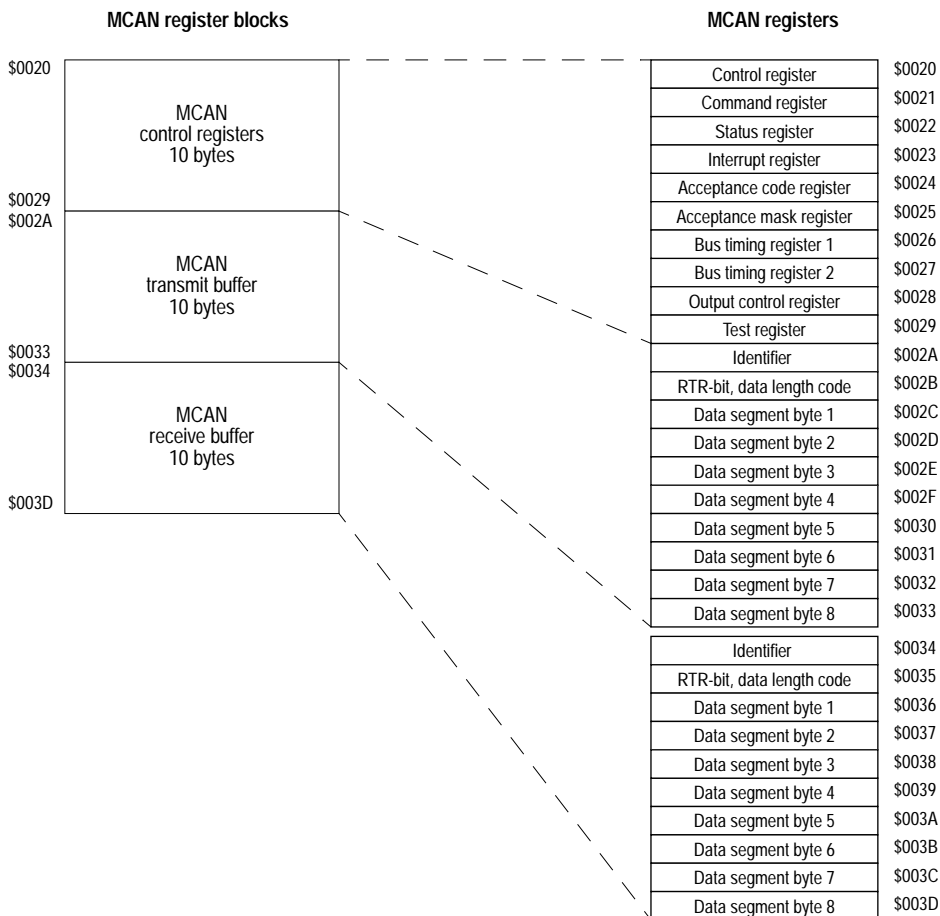 MCAN register blocks
$0020
MCAN
control registers
10 bytes
$0029
$002A
MCAN
transmit buffer
10 bytes
$0033
$0034
MCAN
receive buffer
10 bytes
$003D
MCAN registers
Control register $0020
Command register $0021
Status register $0022
Interrupt register $0023
Acceptance code register $0024
Acceptance mask register $0025
Bus timing register 1 $0026
Bus timing register 2 $0027
Output control register $0028
Test register $0029
Identifier $002A
RTR-bit, data length code $002B
Data segment byte 1 $002C
Data segment byte 2 $002D
Data segment byte 3 $002E
Data segment byte 4 $002F
Data segment byte 5 $0030
Data segment byte 6 $0031
Data segment byte 7 $0032
Data segment byte 8 $0033
Identifier $0034
RTR-bit, data length code $0035
Data segment byte 1 $0036
Data segment byte 2 $0037
Data segment byte 3 $0038
Data segment byte 4 $0039
Data segment byte 5 $003A
Data segment byte 6 $003B
Data segment byte 7 $003C
Data segment byte 8 $003D